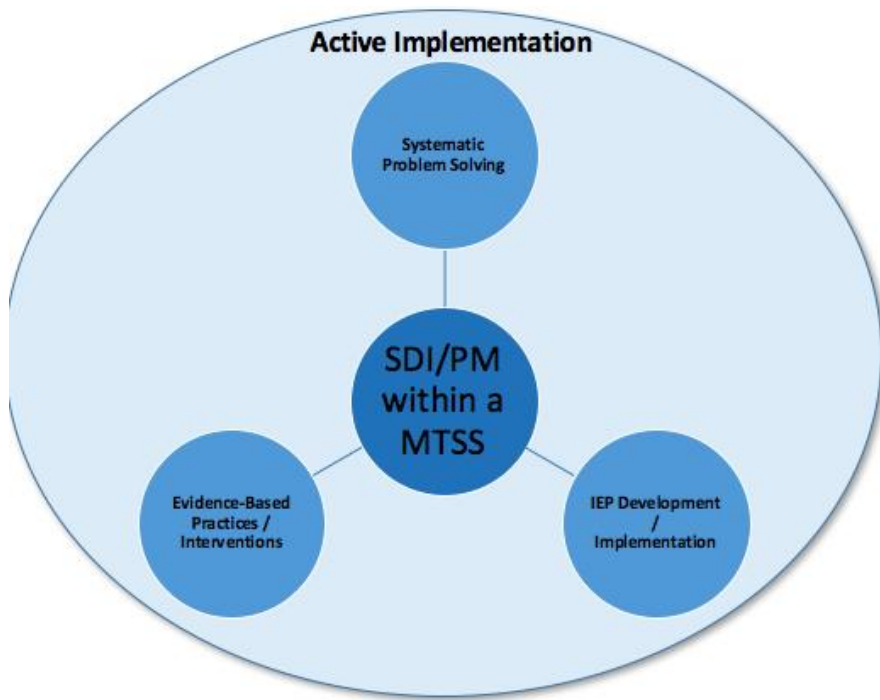 Active Implementation
Systematic
Problem Solving
SDI/PM
within a
MTSS
Evidence-Based
Practices /
Interventions
IEP Development
/
Implementation